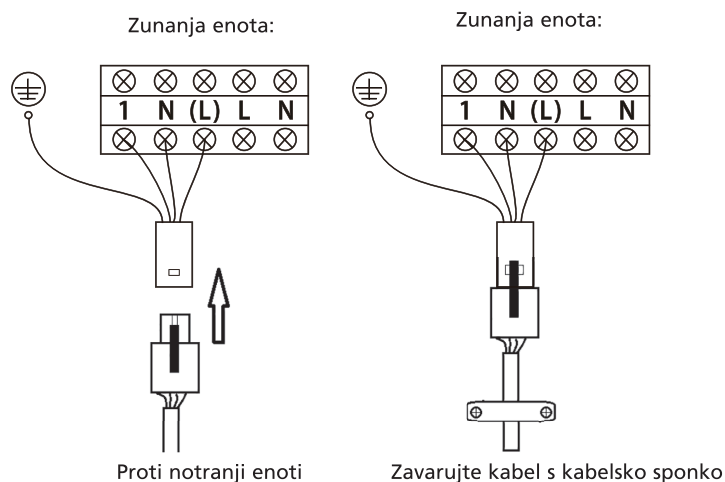 Zunanja enota:
1 N (L) L N
Proti notranji enoti
Zunanja enota:
1 N (L) L N
Zavarujte kabel s kabelsko sponko